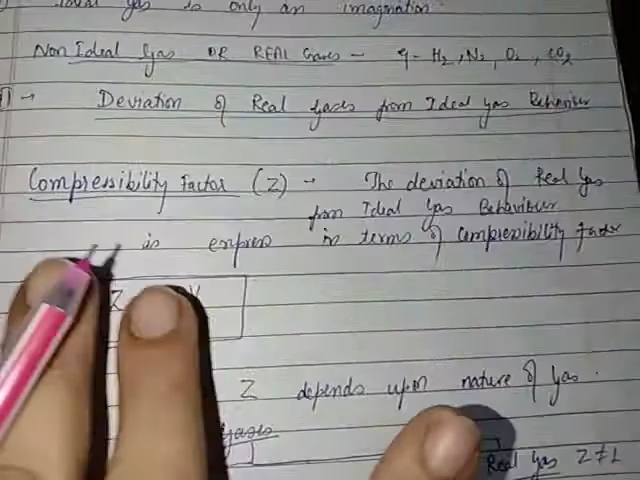 ideal gas is only an imagination
Non Ideal Gas OR REAL Gases - eg - H2, N2, O2, CO2
→ Deviation of Real gases from Ideal gas Behaviour
Compressibility Factor (Z) → The deviation of Real gas
from Ideal gas Behaviour
is express in terms of compressibility factor
Z V
Z depends upon nature of gas.
gases
Real gas Z ≠ 1